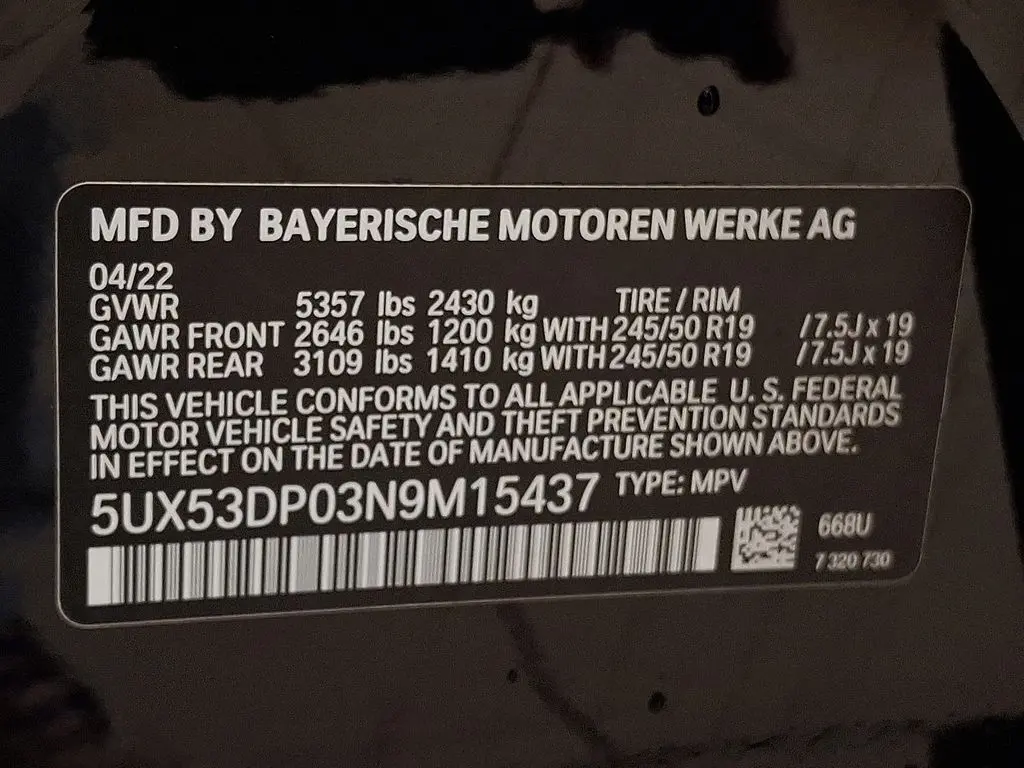 MFD BY BAYERISCHE MOTOREN WERKE AG
04/22
GVWR 5357 lbs 2430 kg TIRE / RIM
GAWR FRONT 2646 lbs 1200 kg WITH 245/50 R19 /7.5J x 19
GAWR REAR 3109 lbs 1410 kg WITH 245/50 R19 /7.5J x 19
THIS VEHICLE CONFORMS TO ALL APPLICABLE U. S. FEDERAL
MOTOR VEHICLE SAFETY AND THEFT PREVENTION STANDARDS
IN EFFECT ON THE DATE OF MANUFACTURE SHOWN ABOVE.
5UX53DP03N9M15437 TYPE: MPV
668U
7 320 730